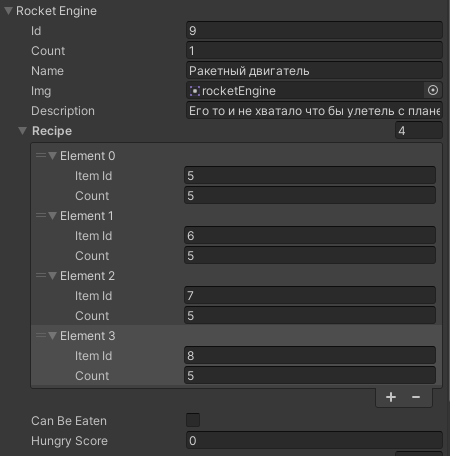 Rocket Engine
Id 9
Count 1
Name Ракетный двигатель
Img rocketEngine
Description Его то и не хватало что бы улетель с плане
Recipe 4
Element 0
Item Id 5
Count 5
Element 1
Item Id 6
Count 5
Element 2
Item Id 7
Count 5
Element 3
Item Id 8
Count 5
+ −
Can Be Eaten
Hungry Score 0